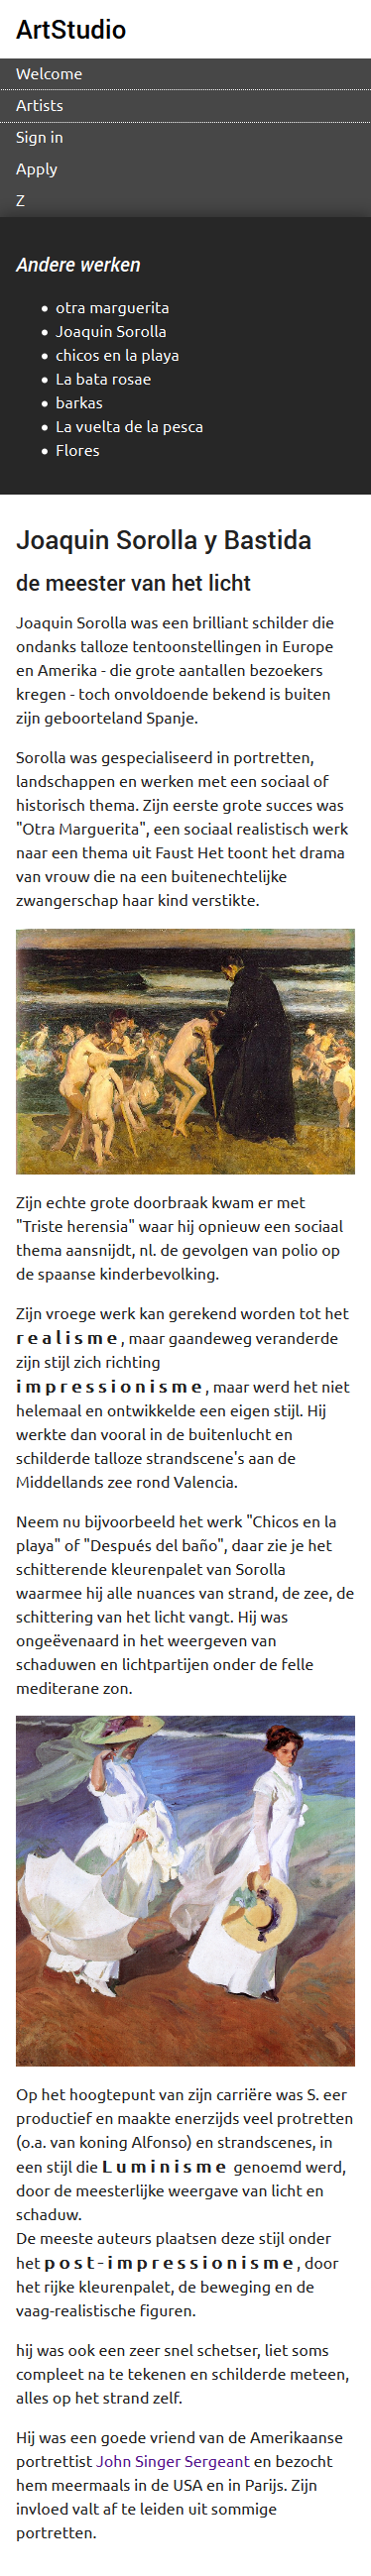 ArtStudio
Welcome
Artists
Sign in
Apply
Z
Andere werken
otra marguerita
Joaquin Sorolla
chicos en la playa
La bata rosae
barkas
La vuelta de la pesca
Flores
Joaquin Sorolla y Bastida
de meester van het licht
Joaquin Sorolla was een brilliant schilder die
ondanks talloze tentoonstellingen in Europe
en Amerika - die grote aantallen bezoekers
kregen - toch onvoldoende bekend is buiten
zijn geboorteland Spanje.
Sorolla was gespecialiseerd in portretten,
landschappen en werken met een sociaal of
historisch thema. Zijn eerste grote succes was
"Otra Marguerita", een sociaal realistisch werk
naar een thema uit Faust Het toont het drama
van vrouw die na een buitenechtelijke
zwangerschap haar kind verstikte.
Zijn echte grote doorbraak kwam er met
"Triste herensia" waar hij opnieuw een sociaal
thema aansnijdt, nl. de gevolgen van polio op
de spaanse kinderbevolking.
Zijn vroege werk kan gerekend worden tot het
realisme, maar gaandeweg veranderde
zijn stijl zich richting
impressionisme, maar werd het niet
helemaal en ontwikkelde een eigen stijl. Hij
werkte dan vooral in de buitenlucht en
schilderde talloze strandscene's aan de
Middellands zee rond Valencia.
Neem nu bijvoorbeeld het werk "Chicos en la
playa" of "Después del baño", daar zie je het
schitterende kleurenpalet van Sorolla
waarmee hij alle nuances van strand, de zee, de
schittering van het licht vangt. Hij was
ongeëvenaard in het weergeven van
schaduwen en lichtpartijen onder de felle
mediterane zon.
Op het hoogtepunt van zijn carrière was S. eer
productief en maakte enerzijds veel protretten
(o.a. van koning Alfonso) en strandscenes, in
een stijl die Luminisme genoemd werd,
door de meesterlijke weergave van licht en
schaduw.
De meeste auteurs plaatsen deze stijl onder
het post-impressionisme, door
het rijke kleurenpalet, de beweging en de
vaag-realistische figuren.
hij was ook een zeer snel schetser, liet soms
compleet na te tekenen en schilderde meteen,
alles op het strand zelf.
Hij was een goede vriend van de Amerikaanse
portrettist John Singer Sergeant en bezocht
hem meermaals in de USA en in Parijs. Zijn
invloed valt af te leiden uit sommige
portretten.